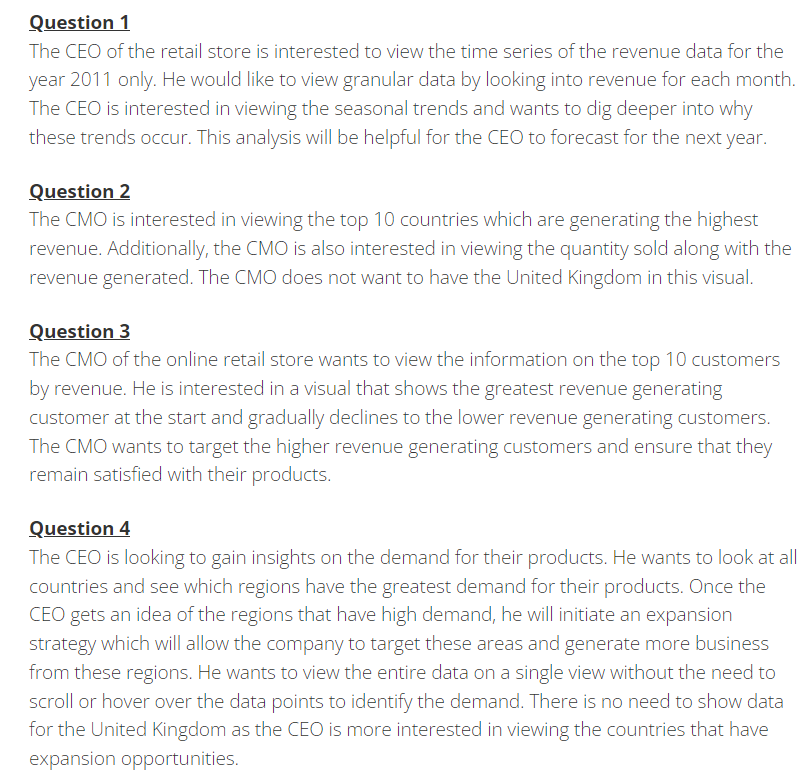 Question 1
The CEO of the retail store is interested to view the time series of the revenue data for the
year 2011 only. He would like to view granular data by looking into revenue for each month.
The CEO is interested in viewing the seasonal trends and wants to dig deeper into why
these trends occur. This analysis will be helpful for the CEO to forecast for the next year.
Question 2
The CMO is interested in viewing the top 10 countries which are generating the highest
revenue. Additionally, the CMO is also interested in viewing the quantity sold along with the
revenue generated. The CMO does not want to have the United Kingdom in this visual.
Question 3
The CMO of the online retail store wants to view the information on the top 10 customers
by revenue. He is interested in a visual that shows the greatest revenue generating
customer at the start and gradually declines to the lower revenue generating customers.
The CMO wants to target the higher revenue generating customers and ensure that they
remain satisfied with their products.
Question 4
The CEO is looking to gain insights on the demand for their products. He wants to look at all
countries and see which regions have the greatest demand for their products. Once the
CEO gets an idea of the regions that have high demand, he will initiate an expansion
strategy which will allow the company to target these areas and generate more business
from these regions. He wants to view the entire data on a single view without the need to
scroll or hover over the data points to identify the demand. There is no need to show data
for the United Kingdom as the CEO is more interested in viewing the countries that have
expansion opportunities.